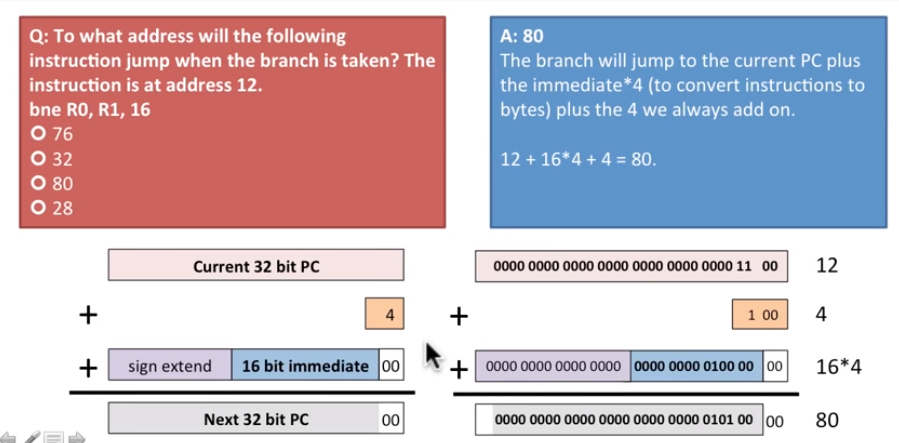 Q: To what address will the following
instruction jump when the branch is taken? The
instruction is at address 12.
bne R0, R1, 16
76
32
80
28
A: 80
The branch will jump to the current PC plus
the immediate*4 (to convert instructions to
bytes) plus the 4 we always add on.
12 + 16*4 + 4 = 80.
Current 32 bit PC
+ 4
+ sign extend 16 bit immediate 00
Next 32 bit PC 00
0000 0000 0000 0000 0000 0000 0000 11 00 12
+ 1 00 4
+ 0000 0000 0000 0000 0000 0000 0100 00 00 16*4
0000 0000 0000 0000 0000 0000 0101 00 00 80